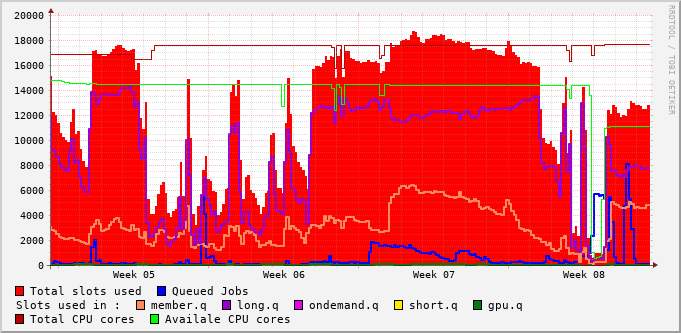 20000
18000
16000
14000
12000
10000
8000
6000
4000
2000
0
Week 05 Week 06 Week 07 Week 08
RRDTOOL / TOBI OETIKER
Total slots used Queued Jobs
Slots used in : member.q long.q ondemand.q short.q gpu.q
Total CPU cores Availale CPU cores